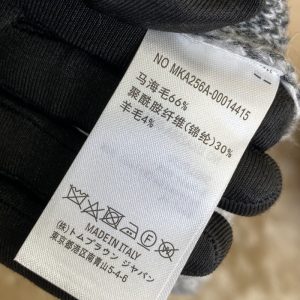 NO MKA256A-00014415
马海毛66%
聚酰胺纤维(锦纶)30%
羊毛4%
MADE IN ITALY
(株)トムブラウン ジャパン
東京都港区南青山5-4-6